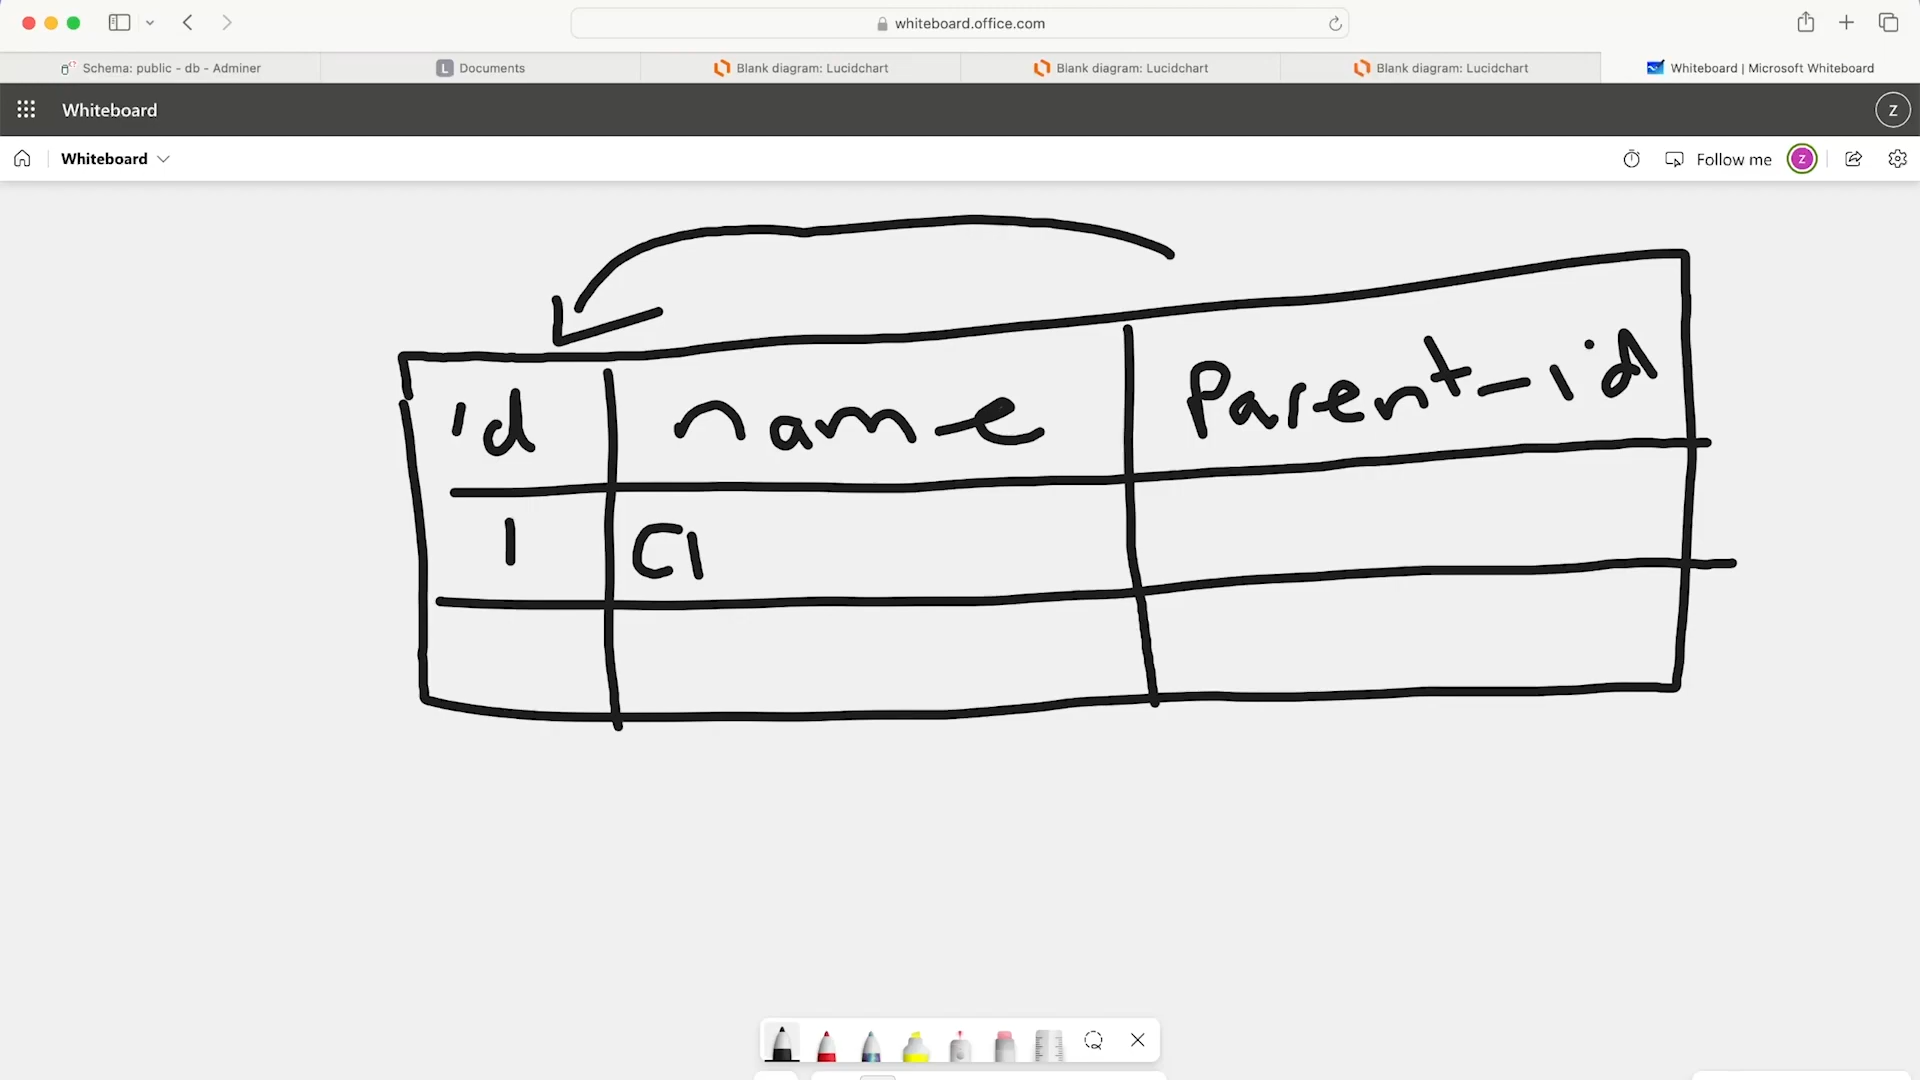 whiteboard.office.com
Schema: public - db - Adminer
L Documents
Blank diagram: Lucidchart
Blank diagram: Lucidchart
Blank diagram: Lucidchart
Whiteboard | Microsoft Whiteboard
Whiteboard
Z
Whiteboard
Follow me
Z
id name Parent_id
1 C1